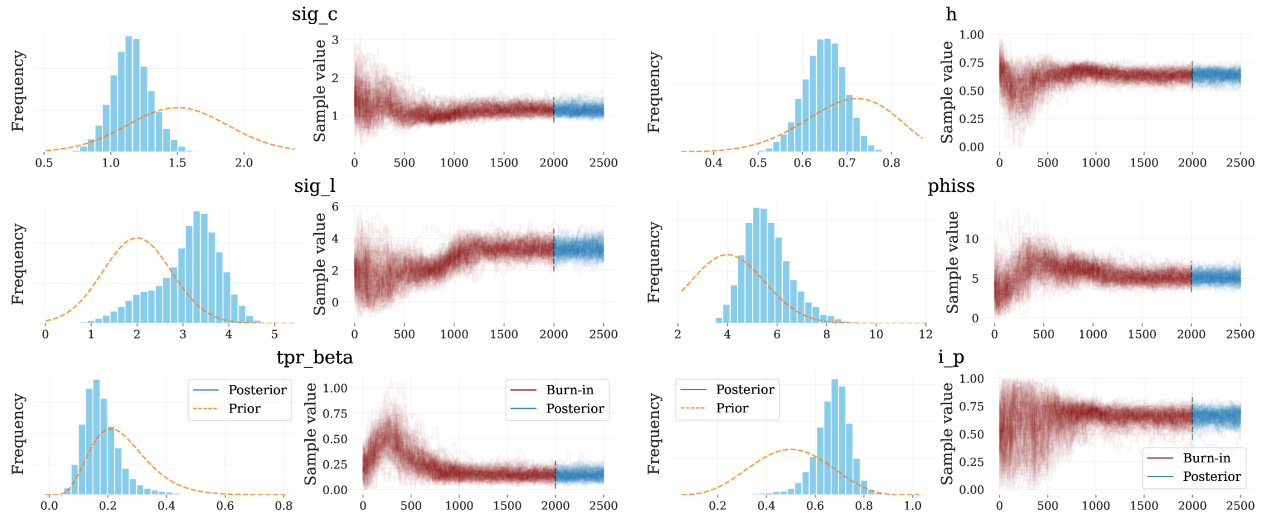 sig_c
Frequency
0.5 1.0 1.5 2.0
Sample value
3
2
1
0 500 1000 1500 2000 2500
h
Frequency
0.4 0.5 0.6 0.7 0.8
Sample value
1.00
0.75
0.50
0.25
0.00
0 500 1000 1500 2000 2500
sig_l
Frequency
0 1 2 3 4 5
Sample value
6
4
2
0
0 500 1000 1500 2000 2500
phiss
Frequency
2 4 6 8 10 12
Sample value
10
5
0
0 500 1000 1500 2000 2500
tpr_beta
Frequency
Posterior
Prior
0.0 0.2 0.4 0.6 0.8
Sample value
1.00
0.75
0.50
0.25
0.00
Burn-in
Posterior
0 500 1000 1500 2000 2500
i_p
Frequency
Posterior
Prior
0.2 0.4 0.6 0.8 1.0
Sample value
1.00
0.75
0.50
0.25
0.00
Burn-in
Posterior
0 500 1000 1500 2000 2500